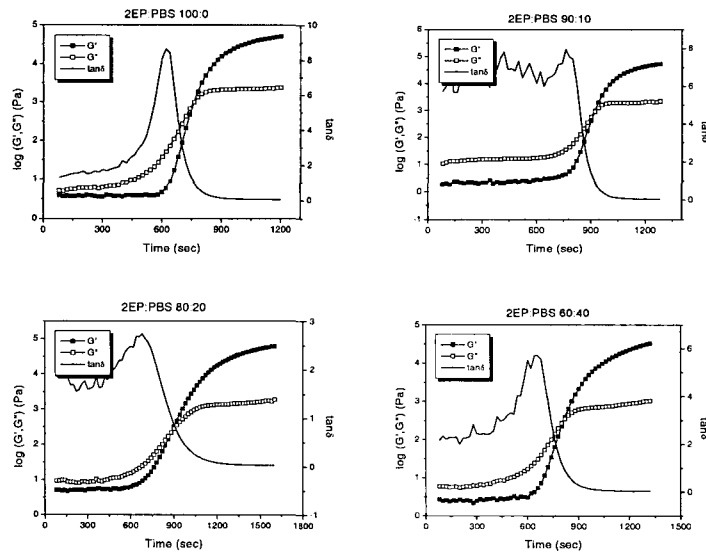 2EP:PBS 100:0
G'
G"
tanδ
log (G',G") (Pa)
5
4
3
2
1
0
10
8
6
4
2
0
tanδ
0 300 600 900 1200
Time (sec)
2EP:PBS 90:10
G'
G"
tanδ
log (G',G") (Pa)
6
5
4
3
2
1
0
-1
8
6
4
2
0
tanδ
0 300 600 900 1200
Time (sec)
2EP:PBS 80:20
G'
G"
tanδ
log (G',G") (Pa)
5
4
3
2
1
0
3
2
1
0
-1
tanδ
0 300 600 900 1200 1500 1800
Time (sec)
2EP:PBS 60:40
G'
G"
tanδ
log (G',G") (Pa)
5
4
3
2
1
0
6
4
2
0
tanδ
0 300 600 900 1200 1500
Time (sec)